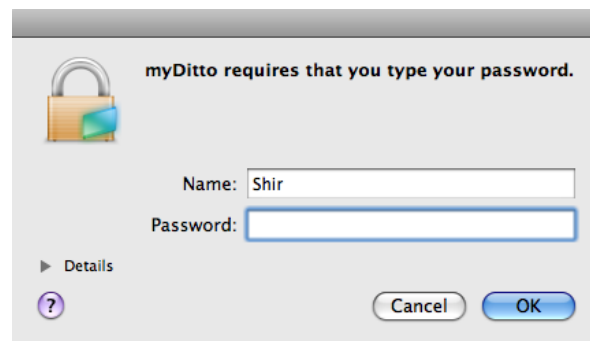 myDitto requires that you type your password.
Name: Shir
Password:
Details
?
Cancel OK